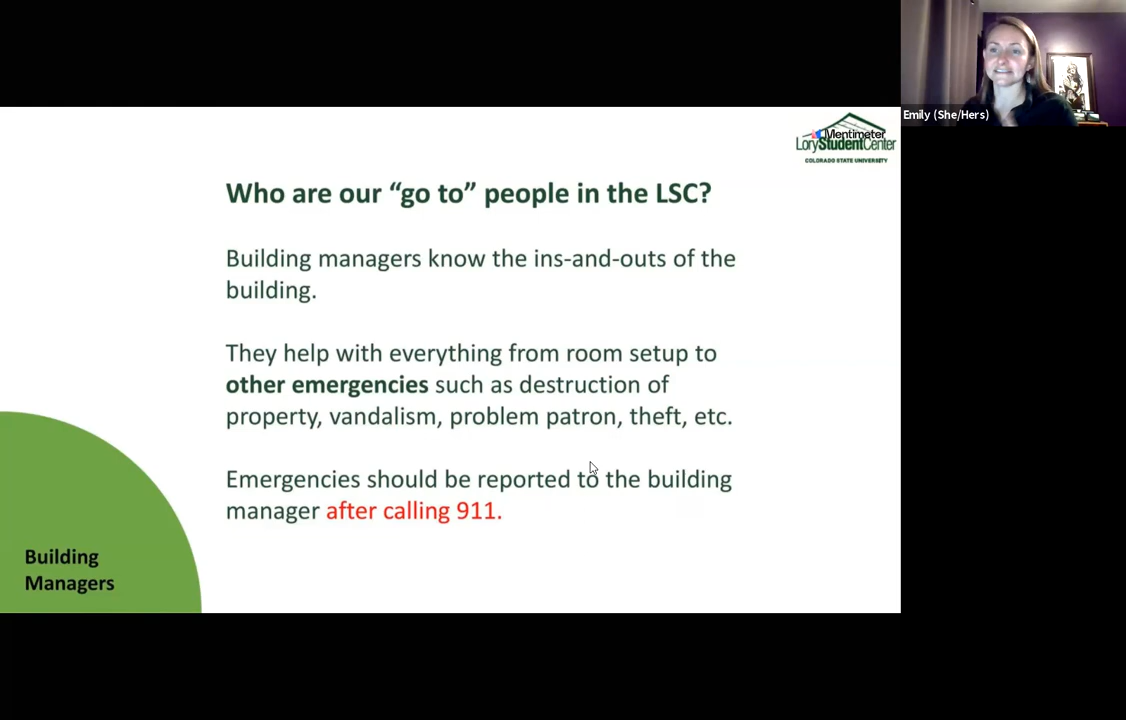 Emily (She/Hers)
Mentimeter
LoryStudentCenter
COLORADO STATE UNIVERSITY
Who are our “go to” people in the LSC?
Building managers know the ins-and-outs of the
building.
They help with everything from room setup to
other emergencies such as destruction of
property, vandalism, problem patron, theft, etc.
Emergencies should be reported to the building
manager after calling 911.
Building
Managers